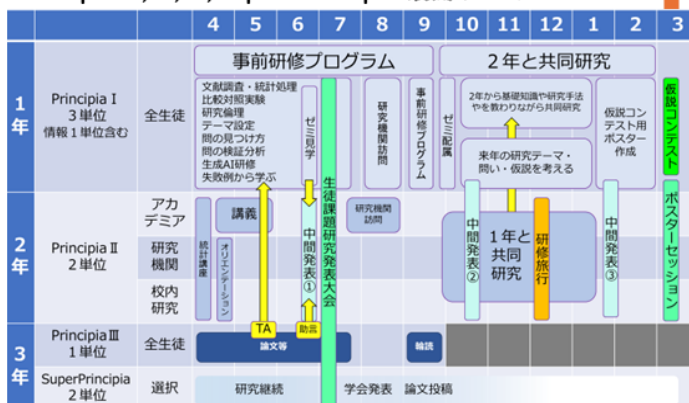 4 5 6 7 8 9 10 11 12 1 2 3
1年
Principia Ⅰ
3単位
情報1単位含む
全生徒
事前研修プログラム
文献調査・統計処理
比較対照実験
研究倫理
テーマ設定
問の見つけ方
問の検証分析
生成AI研修
失敗例から学ぶ
ゼミ見学
研究機関訪問
事前研修プログラム
ゼミ配属
2年と共同研究
2年から基礎知識や研究手法
やを教わりながら共同研究
来年の研究テーマ・
問い・仮説を考える
仮説コン
テスト用
ポスター
作成
仮説コンテスト
2年
Principia Ⅱ
2単位
アカ
デミア
研究
機関
校内
研究
統計講座
オリエンテーション
講義
中間発表①
生徒課題研究発表大会
研究機関
訪問
中間発表②
1年と
共同
研究
研修旅行
中間発表③
ポスターセッション
3年
Principia Ⅲ
1単位
全生徒
TA
助言
論文等
輪読
SuperPrincipia
2単位
選択
研究継続
学会発表 論文投稿